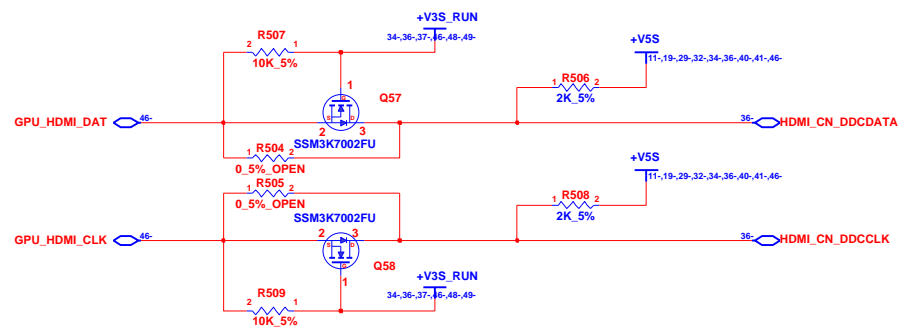 +V3S_RUN
34-,36-,37-,46-,48-,49-
R507
2 1
10K_5%
+V5S
11-,19-,29-,32-,34-,36-,40-,41-,46-
R506
1 2
2K_5%
1
G
Q57
S D
2 3
GPU_HDMI_DAT
46-
SSM3K7002FU
36-
HDMI_CN_DDCDATA
R504
1 2
0_5%_OPEN
R505
1 2
0_5%_OPEN
+V5S
11-,19-,29-,32-,34-,36-,40-,41-,46-
R508
1 2
2K_5%
SSM3K7002FU
GPU_HDMI_CLK
46-
2 3
S D
36-
HDMI_CN_DDCCLK
G
Q58
1
+V3S_RUN
34-,36-,37-,46-,48-,49-
R509
2 1
10K_5%